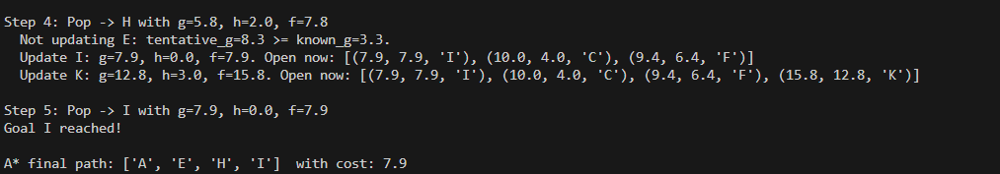 Step 4: Pop -> H with g=5.8, h=2.0, f=7.8
  Not updating E: tentative_g=8.3 >= known_g=3.3.
  Update I: g=7.9, h=0.0, f=7.9. Open now: [(7.9, 7.9, 'I'), (10.0, 4.0, 'C'), (9.4, 6.4, 'F')]
  Update K: g=12.8, h=3.0, f=15.8. Open now: [(7.9, 7.9, 'I'), (10.0, 4.0, 'C'), (9.4, 6.4, 'F'), (15.8, 12.8, 'K')]
Step 5: Pop -> I with g=7.9, h=0.0, f=7.9
Goal I reached!
A* final path: ['A', 'E', 'H', 'I']  with cost: 7.9